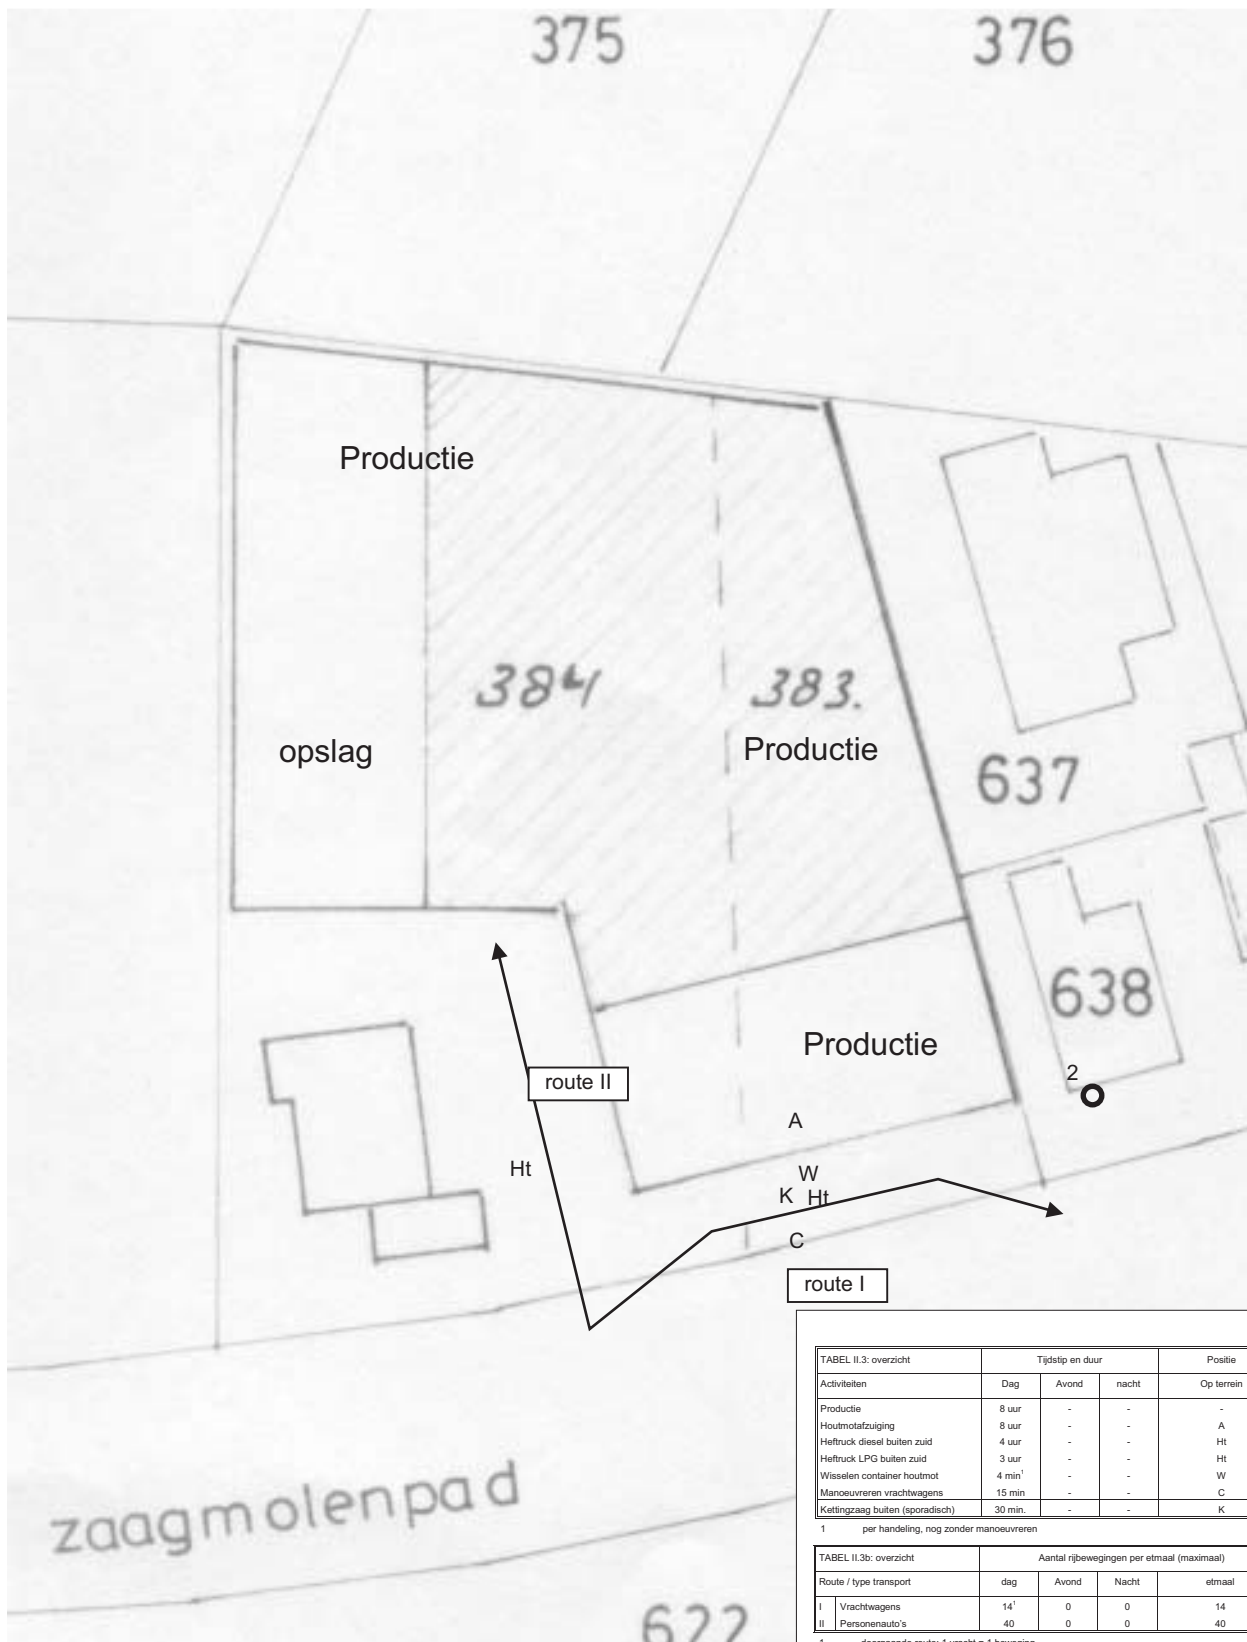 375 376
Productie
384 383.
opslag Productie
637
638
Productie
2
route II
A
Ht W
K Ht
C
route I
TABEL II.3: overzicht Tijdstip en duur Positie
Activiteiten Dag Avond nacht Op terrein
Productie 8 uur - - -
Houtmotafzuiging 8 uur - - A
Heftruck diesel buiten zuid 4 uur - - Ht
Heftruck LPG buiten zuid 3 uur - - Ht
Wisselen container houtmot 4 min¹ - - W
Manoeuvreren vrachtwagens 15 min - - C
Kettingzaag buiten (sporadisch) 30 min. - - K
1 per handeling, nog zonder manoeuvreren
TABEL II.3b: overzicht Aantal rijbewegingen per etmaal (maximaal)
Route / type transport dag Avond Nacht etmaal
I Vrachtwagens 14¹ 0 0 14
II Personenauto's 40 0 0 40
zaagmolenpad
622